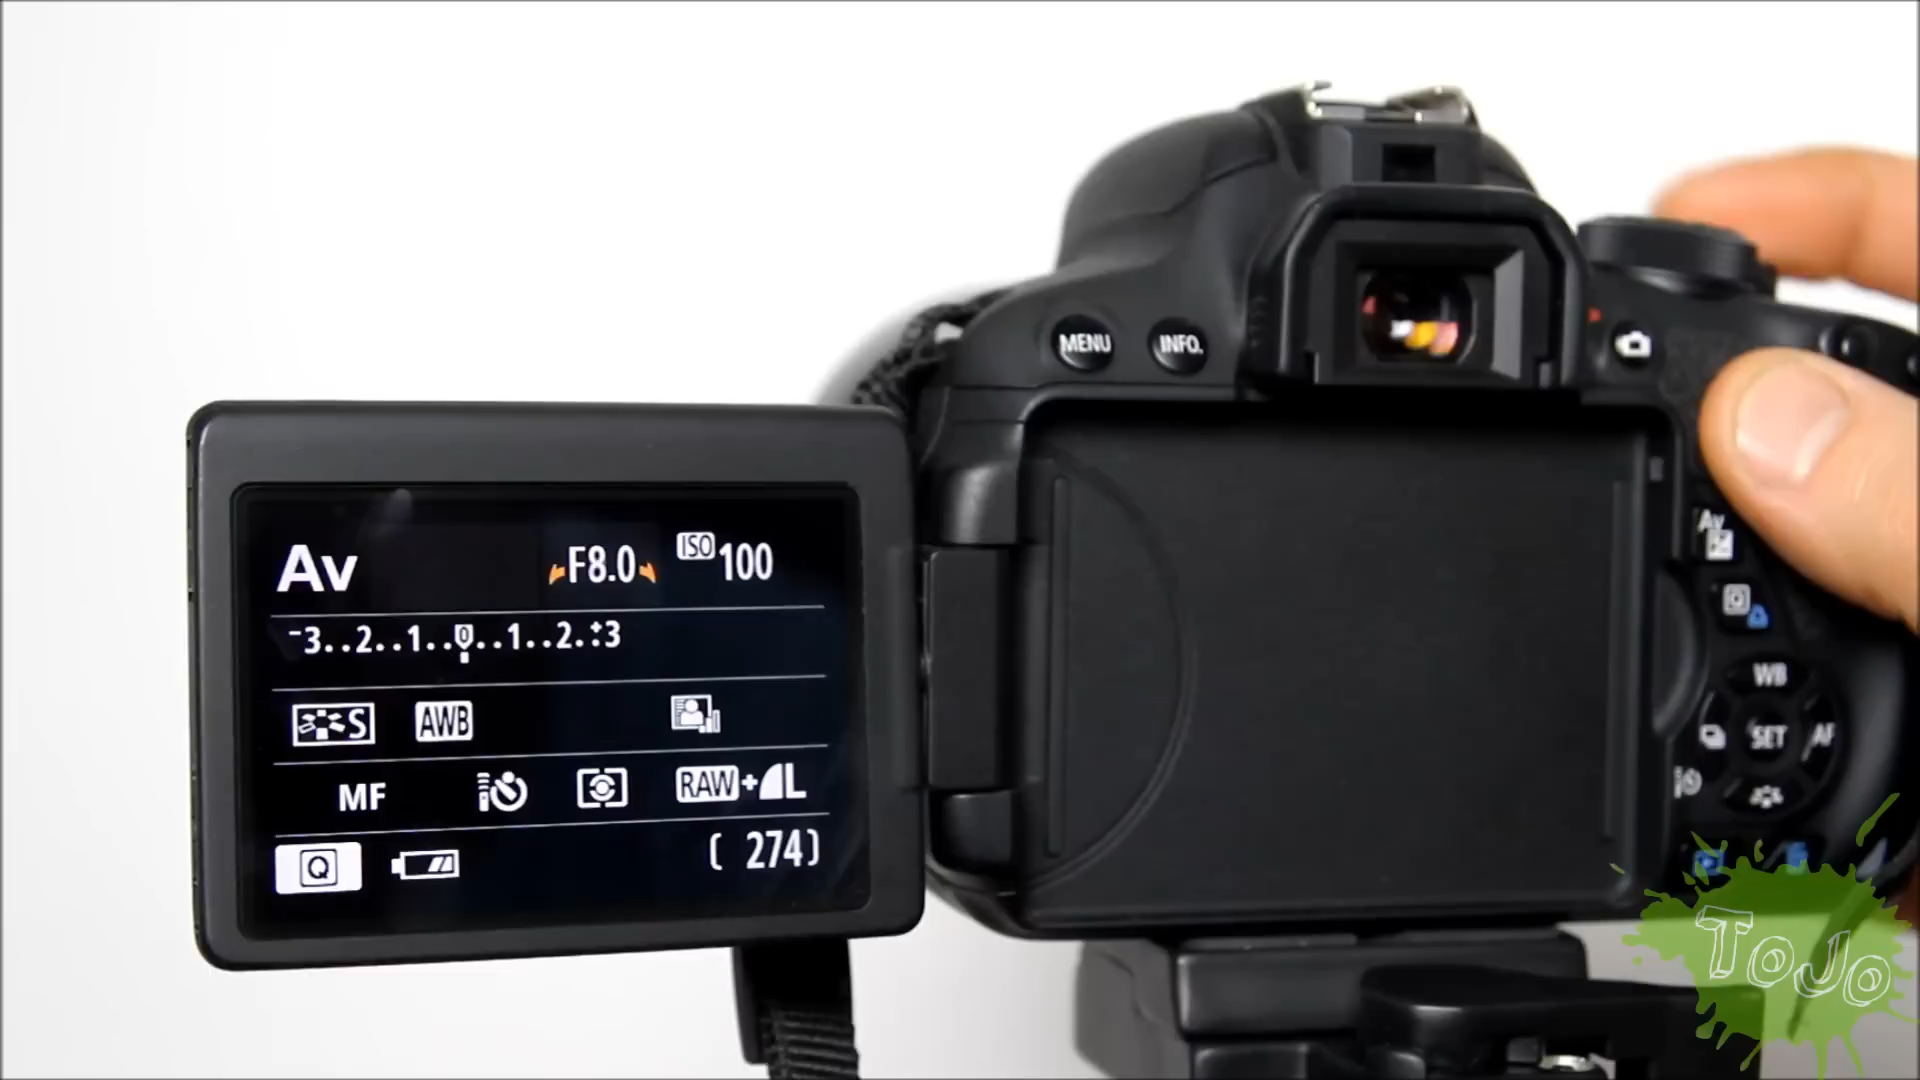 MENU INFO.
Av F8.0 ISO 100
-3..2..1..0..1..2..+3
S AWB
MF RAW+L
Q (274)
Av
Q
WB
SET AF
ToJo